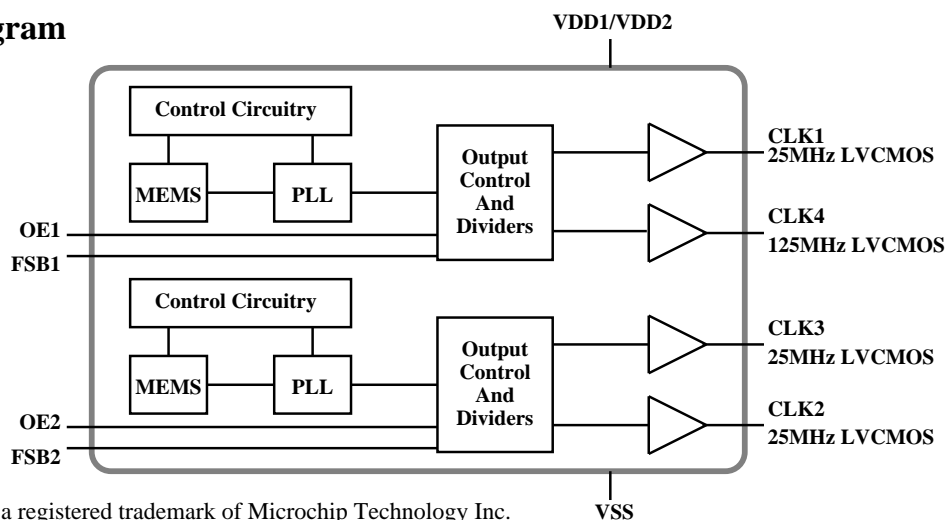 gram
VDD1/VDD2
Control Circuitry
MEMS
PLL
Output
Control
And
Dividers
CLK1
25MHz LVCMOS
CLK4
125MHz LVCMOS
OE1
FSB1
Control Circuitry
MEMS
PLL
Output
Control
And
Dividers
CLK3
25MHz LVCMOS
CLK2
25MHz LVCMOS
OE2
FSB2
a registered trademark of Microchip Technology Inc.
VSS